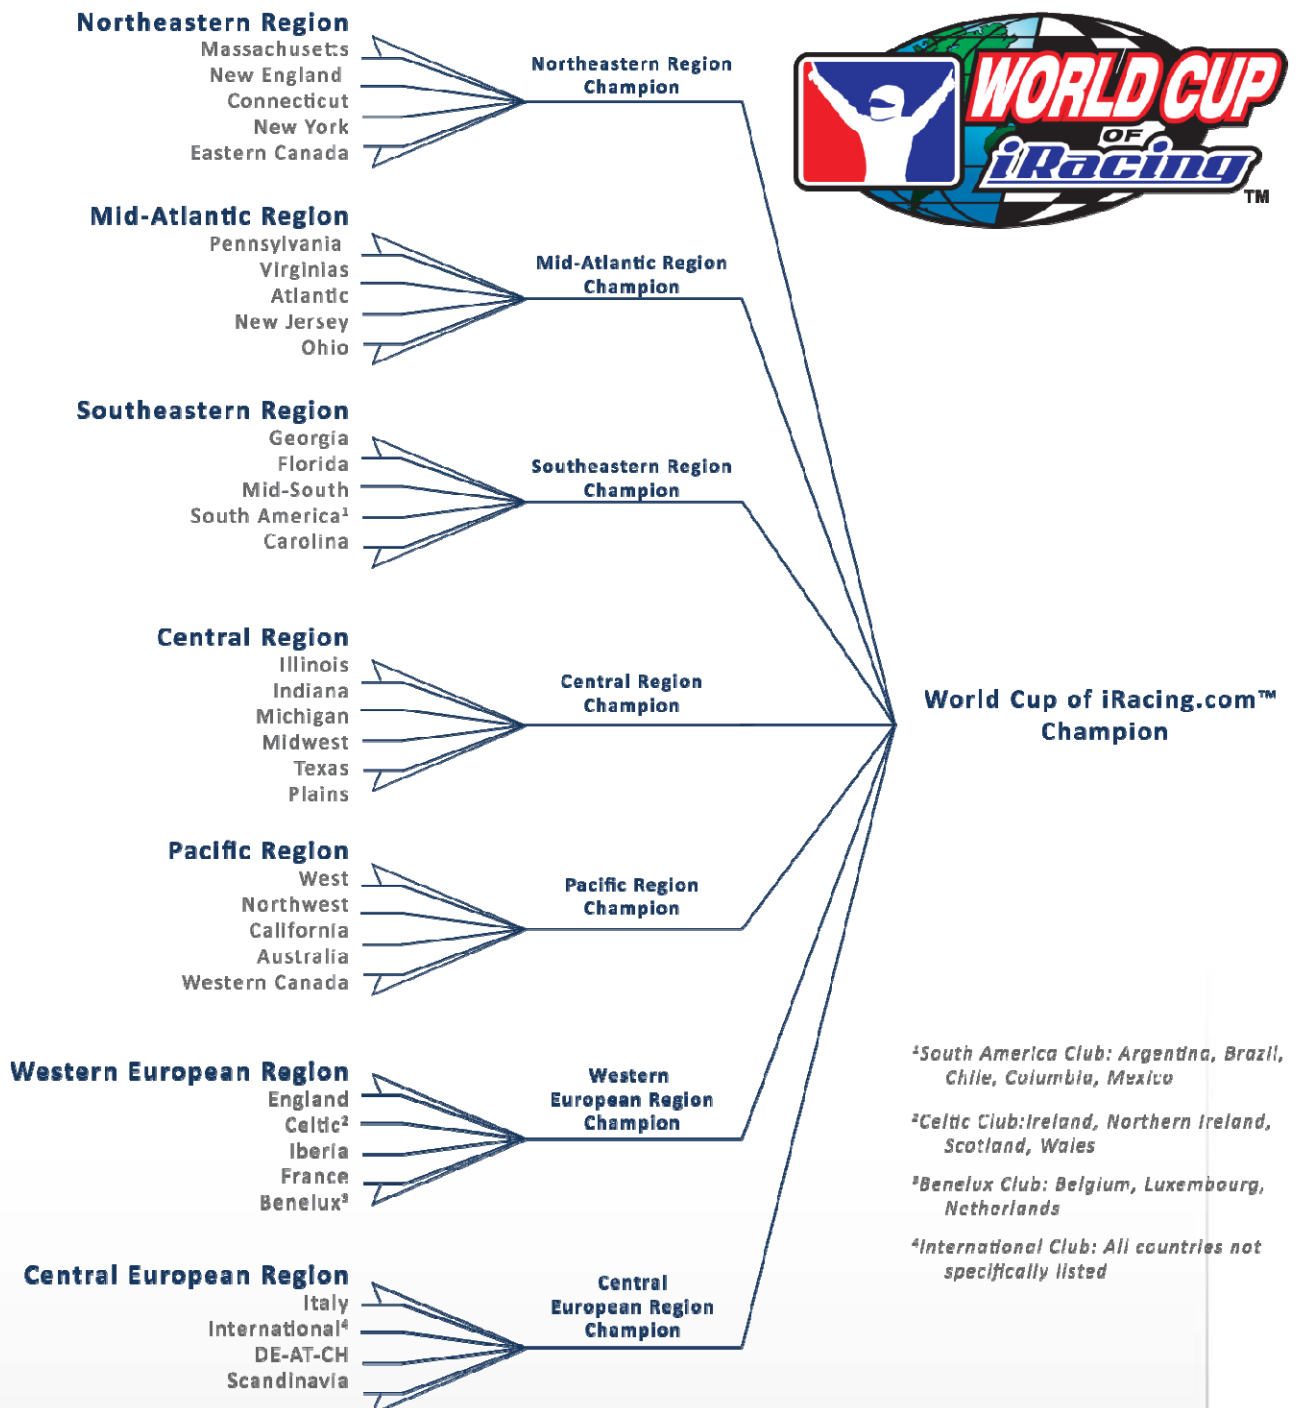 Northeastern Region
Massachusetts
New England
Connecticut
New York
Eastern Canada
Northeastern Region
Champion
WORLD CUP
OF
iRacing
TM
Mid-Atlantic Region
Pennsylvania
Virginias
Atlantic
New Jersey
Ohio
Mid-Atlantic Region
Champion
Southeastern Region
Georgia
Florida
Mid-South
South America¹
Carolina
Southeastern Region
Champion
Central Region
Illinois
Indiana
Michigan
Midwest
Texas
Plains
Central Region
Champion
World Cup of iRacing.com™
Champion
Pacific Region
West
Northwest
California
Australia
Western Canada
Pacific Region
Champion
Western European Region
England
Celtic²
Iberia
France
Benelux³
Western
European Region
Champion
Central European Region
Italy
International⁴
DE-AT-CH
Scandinavia
Central
European Region
Champion
¹South America Club: Argentina, Brazil,
Chile, Columbia, Mexico
²Celtic Club:Ireland, Northern Ireland,
Scotland, Wales
³Benelux Club: Belgium, Luxembourg,
Netherlands
⁴International Club: All countries not
specifically listed